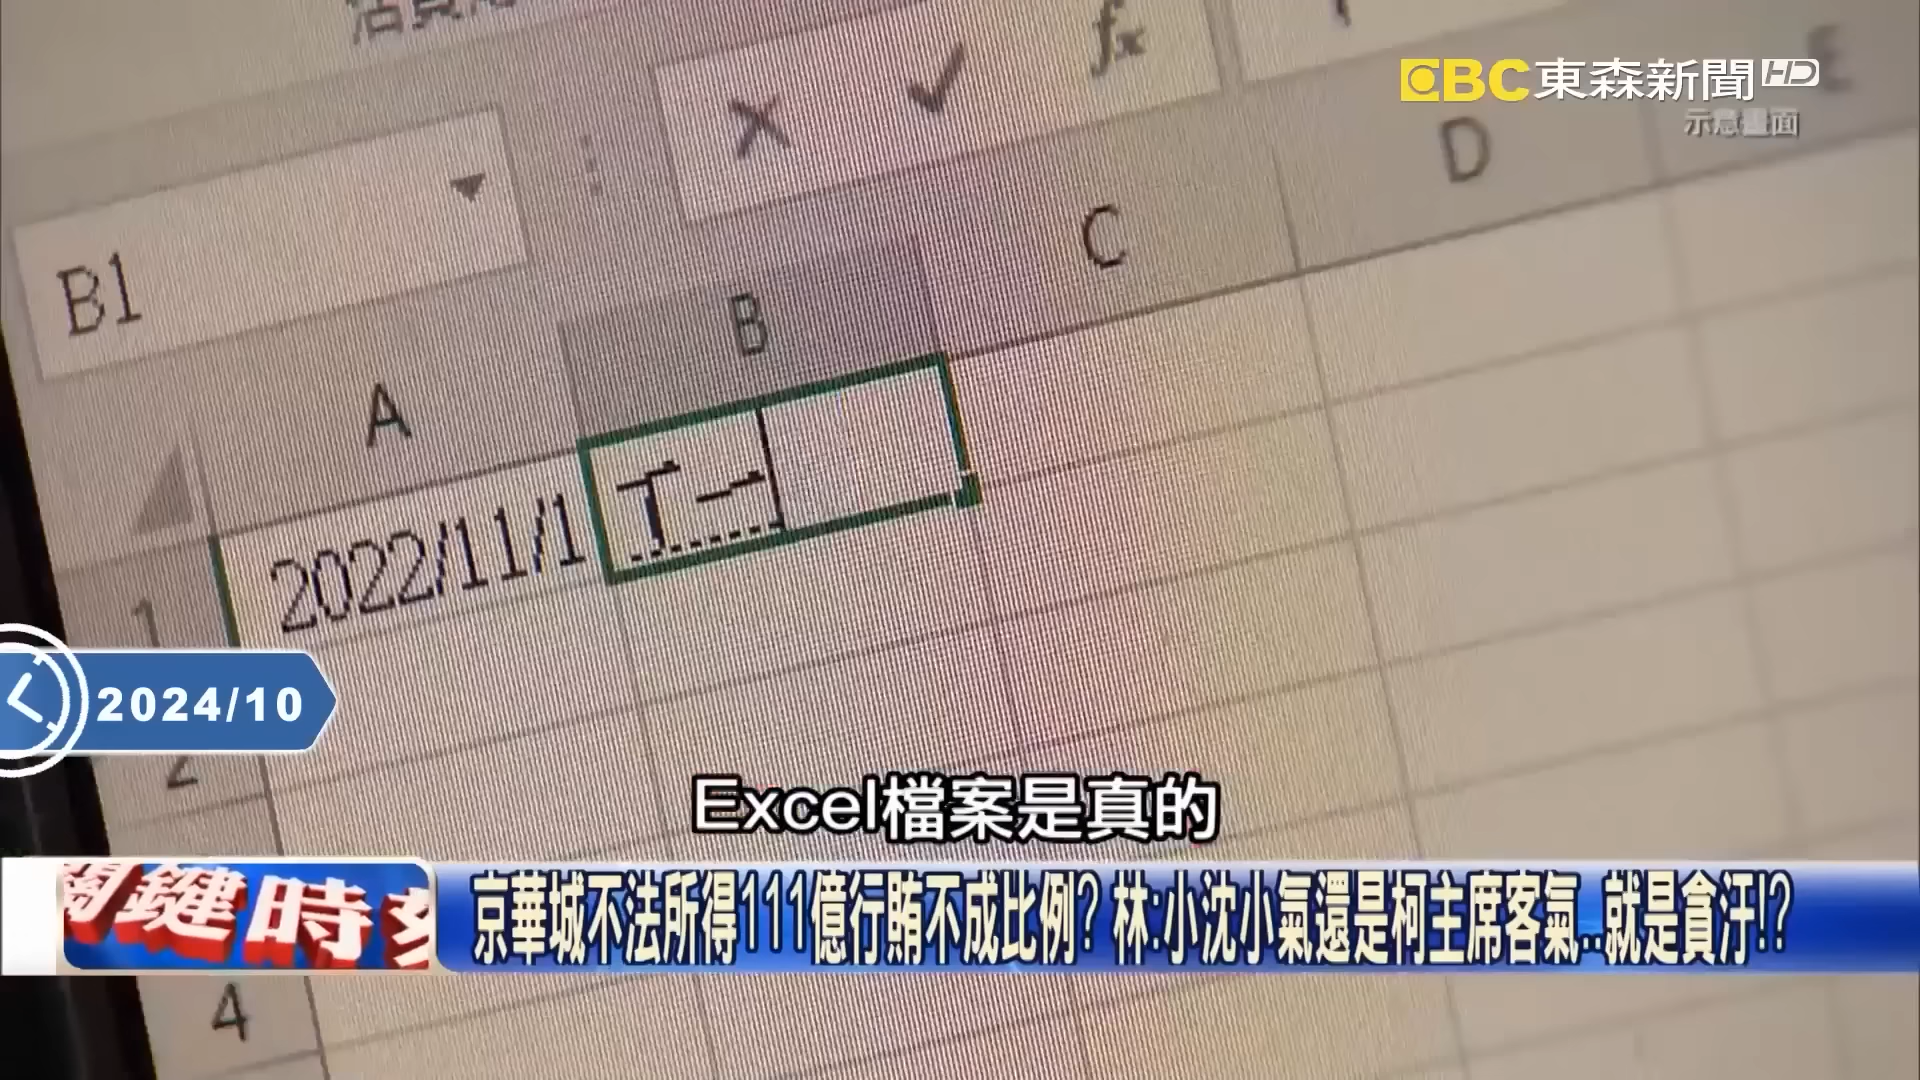 EBC東森新聞HD
示意畫面
fx
E
D
C
B1
B
A
2022/11/1
ㄒㄧ
1
2024/10
2
Excel檔案是真的
關鍵時刻
京華城不法所得111億行賄不成比例? 林:小沈小氣還是柯主席客氣..就是貪汙!?
4